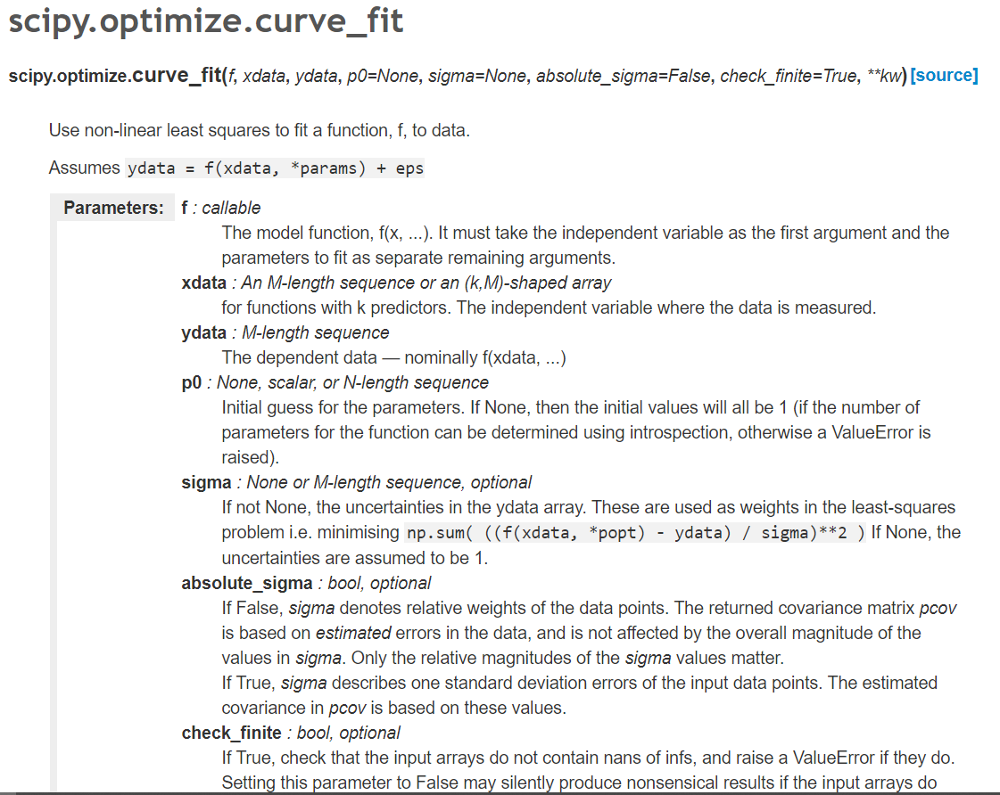 scipy.optimize.curve_fit
scipy.optimize.curve_fit(f, xdata, ydata, p0=None, sigma=None, absolute_sigma=False, check_finite=True, **kw)[source]
Use non-linear least squares to fit a function, f, to data.
Assumes ydata = f(xdata, *params) + eps
Parameters: f : callable
The model function, f(x, ...). It must take the independent variable as the first argument and the
parameters to fit as separate remaining arguments.
xdata : An M-length sequence or an (k,M)-shaped array
for functions with k predictors. The independent variable where the data is measured.
ydata : M-length sequence
The dependent data — nominally f(xdata, ...)
p0 : None, scalar, or N-length sequence
Initial guess for the parameters. If None, then the initial values will all be 1 (if the number of
parameters for the function can be determined using introspection, otherwise a ValueError is
raised).
sigma : None or M-length sequence, optional
If not None, the uncertainties in the ydata array. These are used as weights in the least-squares
problem i.e. minimising np.sum( ((f(xdata, *popt) - ydata) / sigma)**2 ) If None, the
uncertainties are assumed to be 1.
absolute_sigma : bool, optional
If False, sigma denotes relative weights of the data points. The returned covariance matrix pcov
is based on estimated errors in the data, and is not affected by the overall magnitude of the
values in sigma. Only the relative magnitudes of the sigma values matter.
If True, sigma describes one standard deviation errors of the input data points. The estimated
covariance in pcov is based on these values.
check_finite : bool, optional
If True, check that the input arrays do not contain nans of infs, and raise a ValueError if they do.
Setting this parameter to False may silently produce nonsensical results if the input arrays do